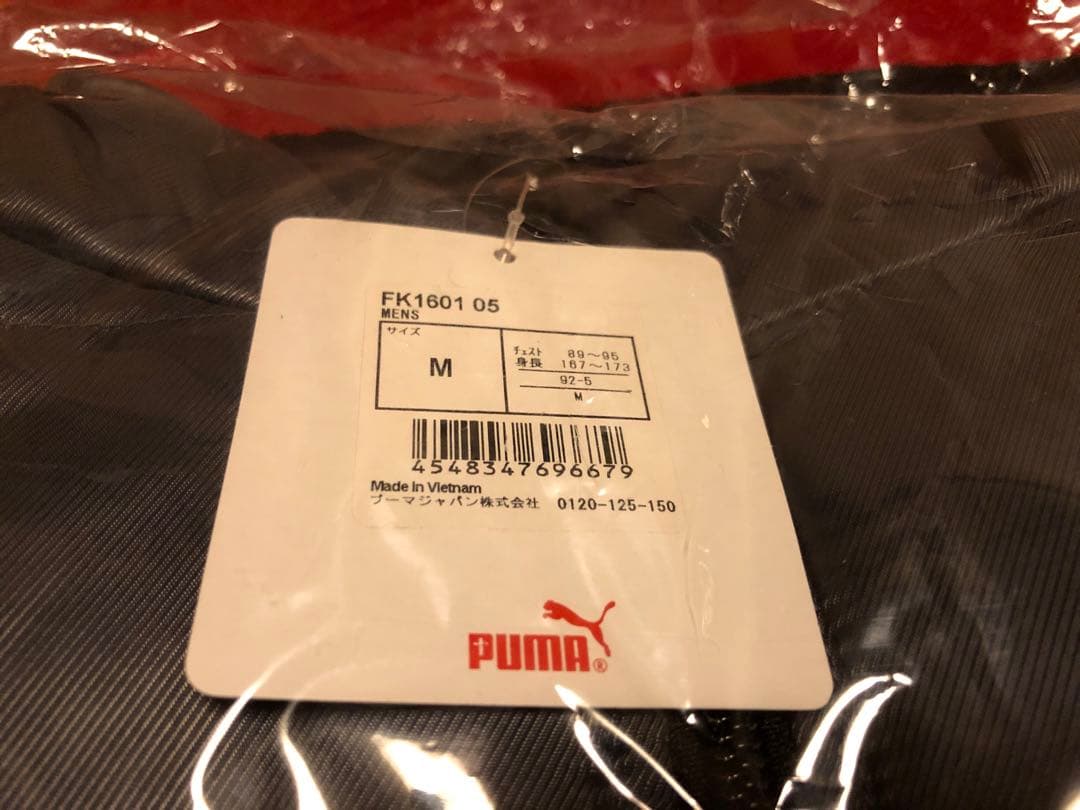 FK1601 05
MENS
サイズ
M
チェスト 89～95
身長 167～173
92-5
M
4548347696679
Made in Vietnam
プーマジャパン株式会社 0120-125-150
PUMA®